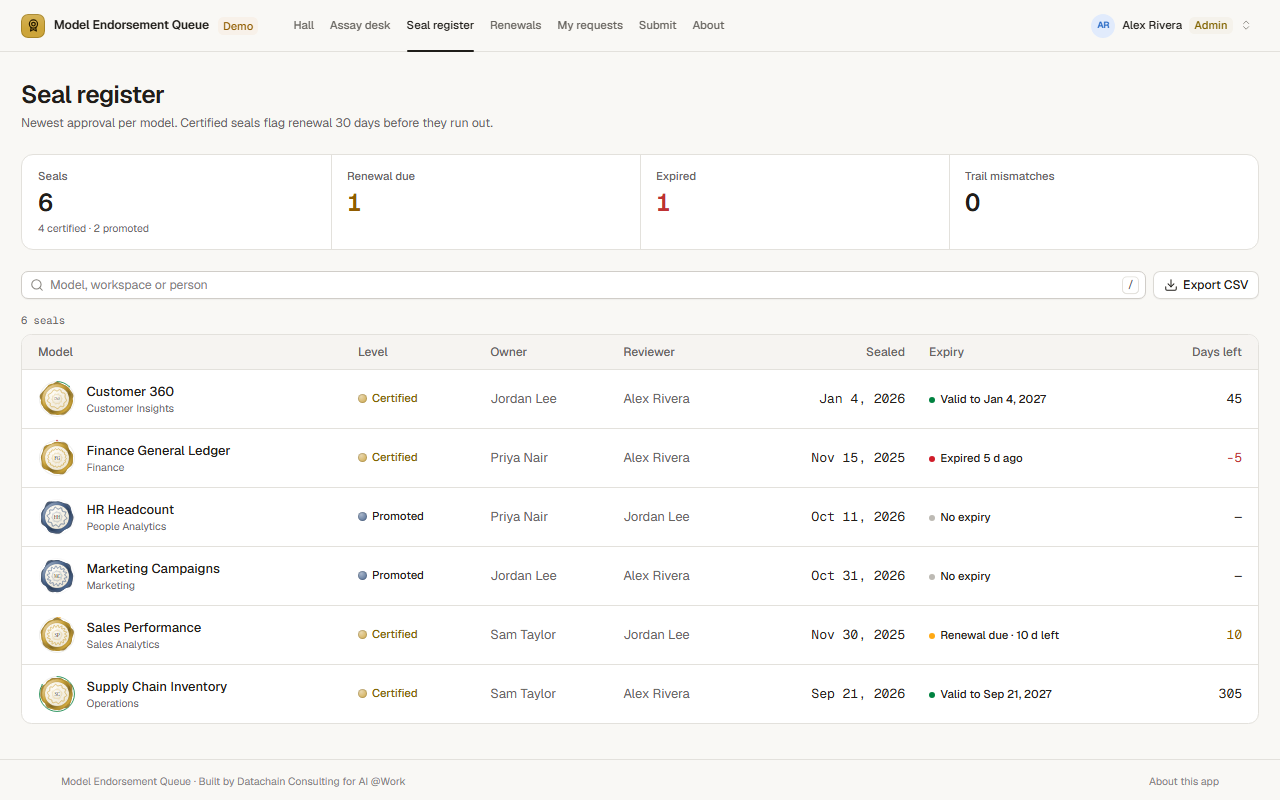 Model Endorsement Queue Demo Hall Assay desk Seal register Renewals My requests Submit About AR Alex Rivera Admin
Seal register
Newest approval per model. Certified seals flag renewal 30 days before they run out.
Seals Renewal due Expired Trail mismatches
6 1 1 0
4 certified · 2 promoted
Model, workspace or person / Export CSV
6 seals
Model Level Owner Reviewer Sealed Expiry Days left
Customer 360 Certified Jordan Lee Alex Rivera Jan 4, 2026 Valid to Jan 4, 2027 45
Customer Insights
Finance General Ledger Certified Priya Nair Alex Rivera Nov 15, 2025 Expired 5 d ago -5
Finance
HR Headcount Promoted Priya Nair Jordan Lee Oct 11, 2026 No expiry –
People Analytics
Marketing Campaigns Promoted Jordan Lee Alex Rivera Oct 31, 2026 No expiry –
Marketing
Sales Performance Certified Sam Taylor Jordan Lee Nov 30, 2025 Renewal due · 10 d left 10
Sales Analytics
Supply Chain Inventory Certified Sam Taylor Alex Rivera Sep 21, 2026 Valid to Sep 21, 2027 305
Operations
Model Endorsement Queue · Built by Datachain Consulting for AI @Work About this app